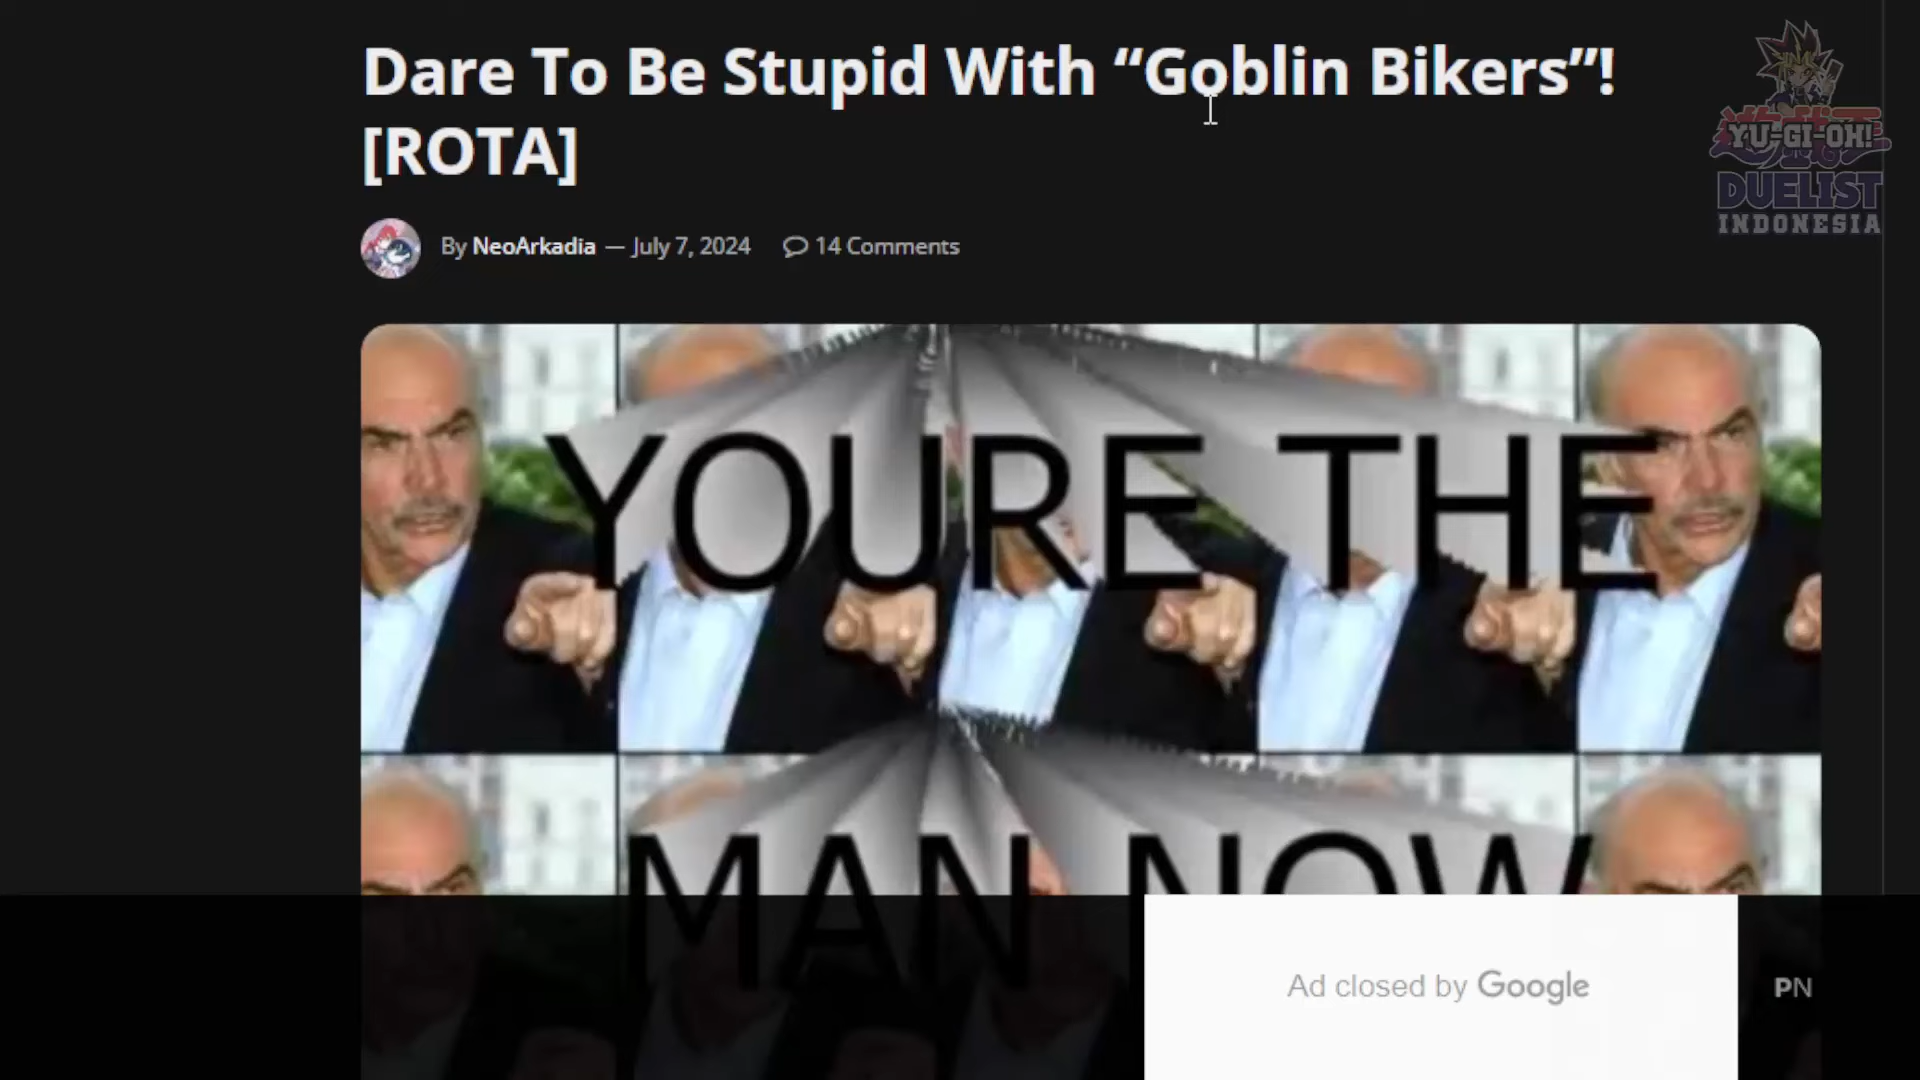 Dare To Be Stupid With “Goblin Bikers”!
[ROTA]
By NeoArkadia — July 7, 2024 14 Comments
YU-GI-OH!
DUELIST
INDONESIA
YOURE THE
MAN NOW
Ad closed by Google
PN